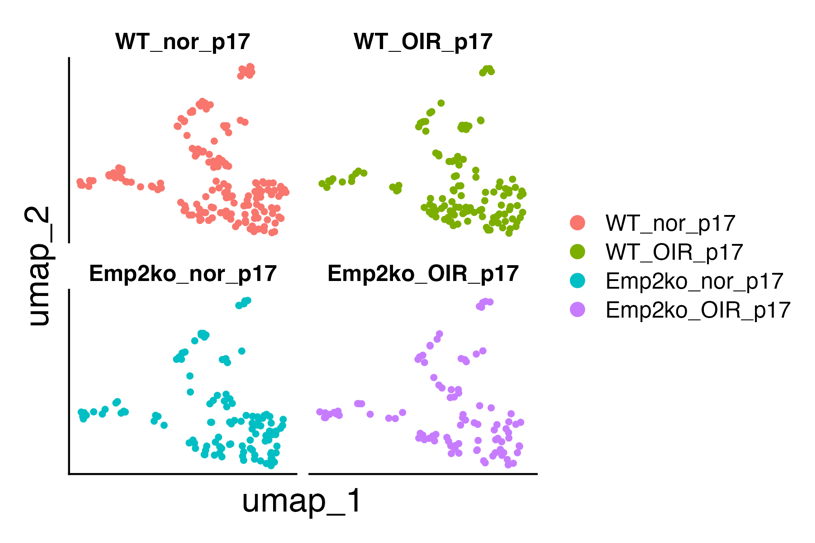 WT_nor_p17
WT_OIR_p17
umap_2
Emp2ko_nor_p17
Emp2ko_OIR_p17
umap_1
WT_nor_p17
WT_OIR_p17
Emp2ko_nor_p17
Emp2ko_OIR_p17